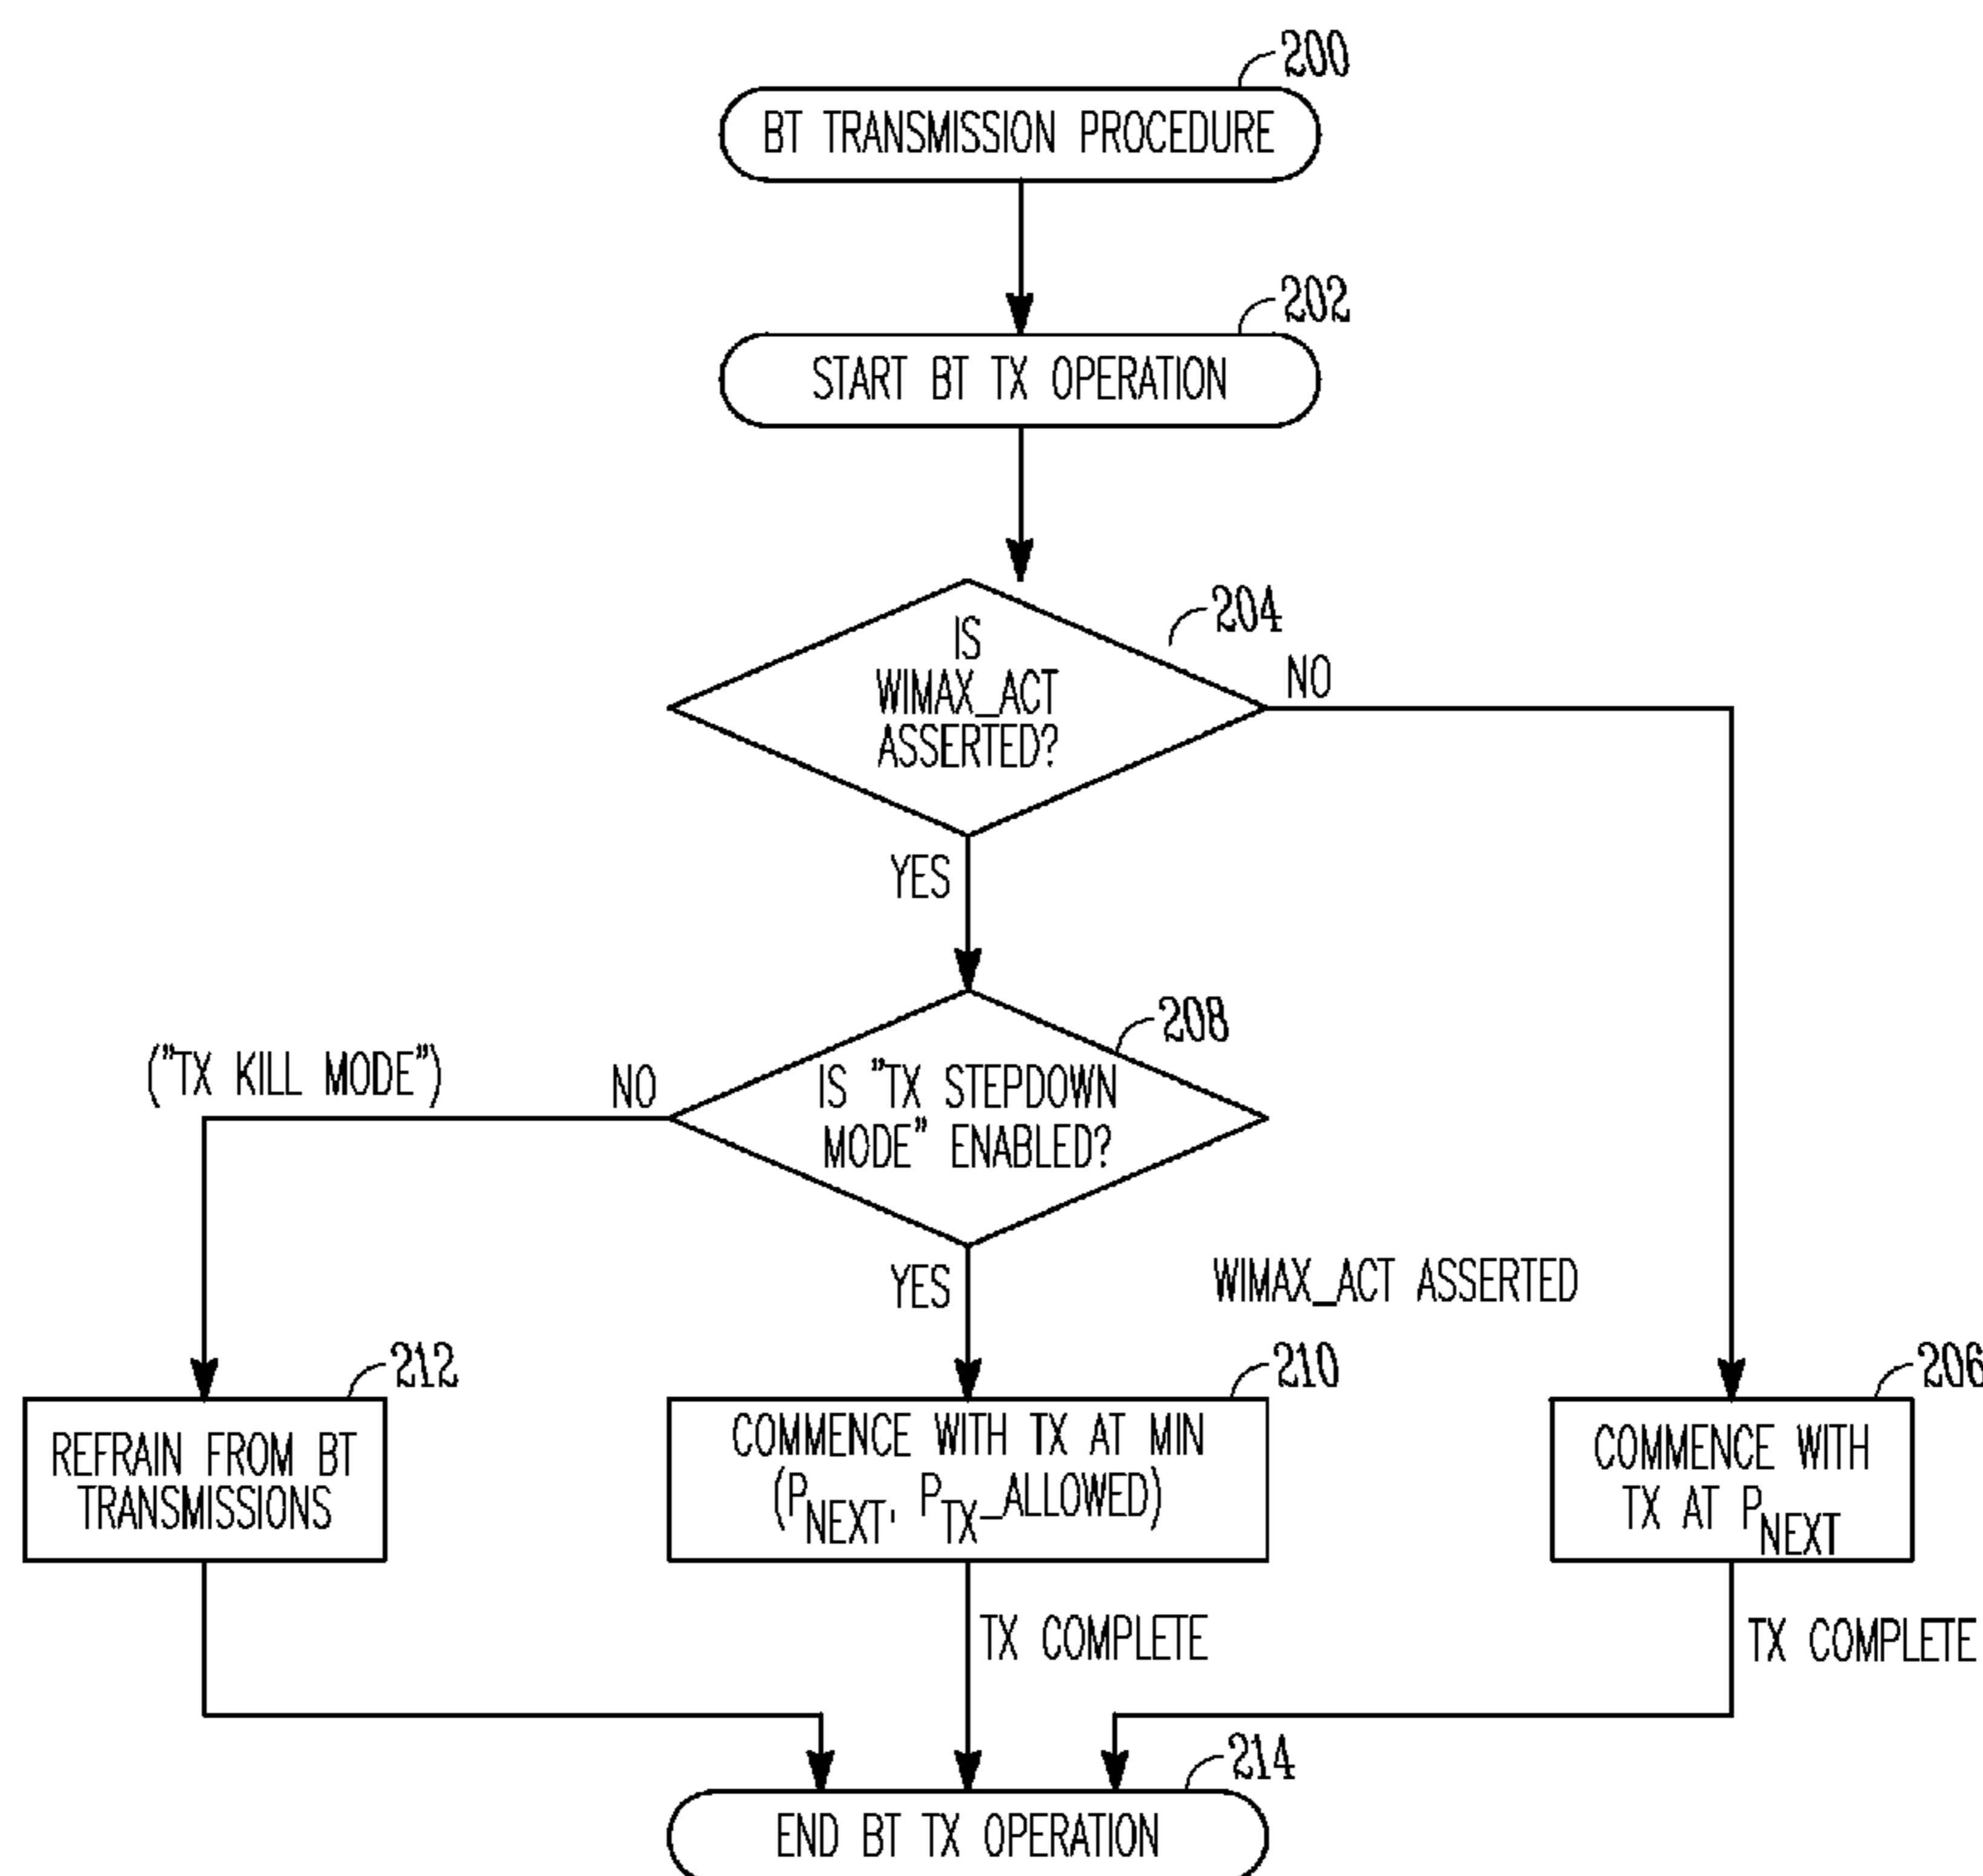 200
BT TRANSMISSION PROCEDURE
202
START BT TX OPERATION
204
IS
WIMAX_ACT
ASSERTED?
NO
YES
208
("TX KILL MODE")
NO
IS "TX STEPDOWN
MODE" ENABLED?
YES
WIMAX_ACT ASSERTED
212
210
206
REFRAIN FROM BT
TRANSMISSIONS
COMMENCE WITH TX AT MIN
(PNEXT, PTX_ALLOWED)
COMMENCE WITH
TX AT PNEXT
TX COMPLETE
TX COMPLETE
214
END BT TX OPERATION